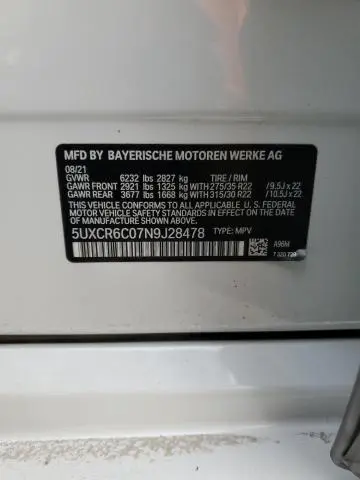 MFD BY BAYERISCHE MOTOREN WERKE AG
08/21
GVWR 6232 lbs 2827 kg TIRE / RIM
GAWR FRONT 2921 lbs 1325 kg WITH 275/35 R22 / 9.5J x 22
GAWR REAR 3677 lbs 1668 kg WITH 315/30 R22 / 10.5J x 22
THIS VEHICLE CONFORMS TO ALL APPLICABLE U.S. FEDERAL
MOTOR VEHICLE SAFETY STANDARDS IN EFFECT ON THE DATE
OF MANUFACTURE SHOWN ABOVE.
5UXCR6C07N9J28478 TYPE: MPV
A96M